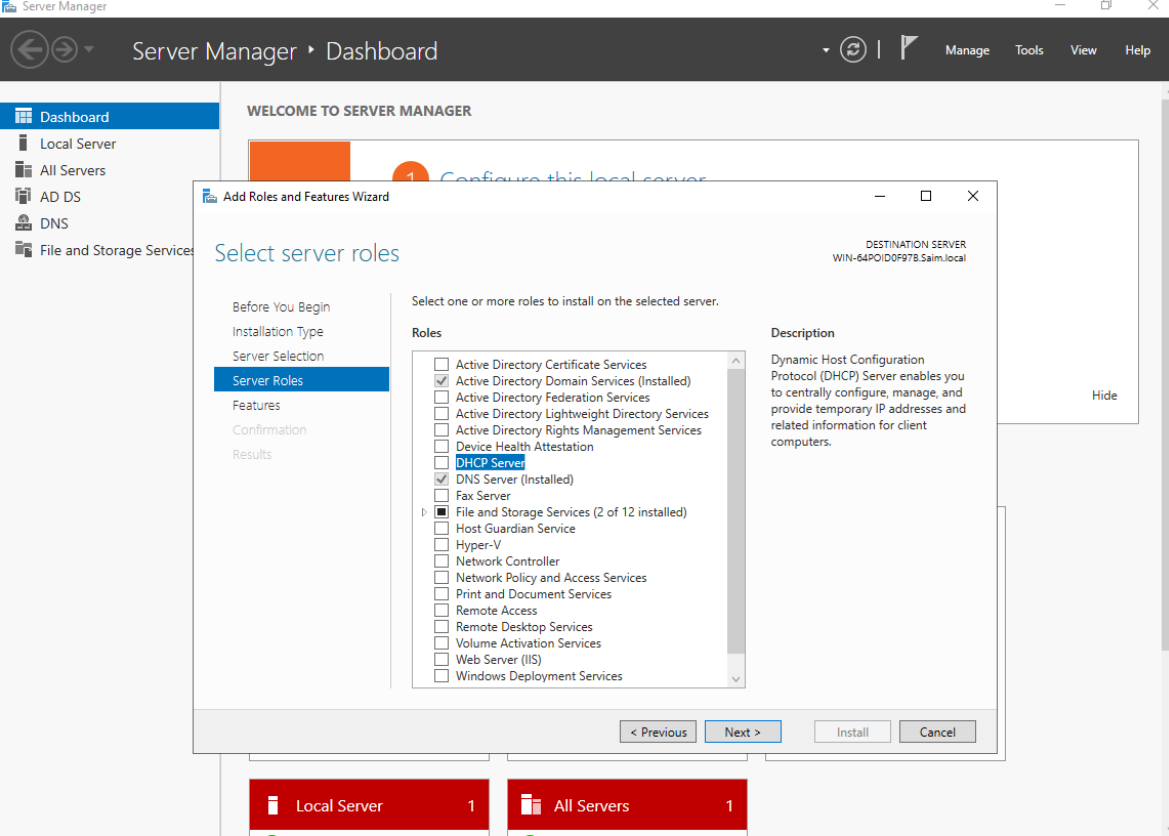 Server Manager
Server Manager ‣ Dashboard
Manage Tools View Help
Dashboard
Local Server
All Servers
AD DS
DNS
File and Storage Services
WELCOME TO SERVER MANAGER
1 Configure this local server
Hide
Add Roles and Features Wizard
Select server roles
DESTINATION SERVER
WIN-64POID0F97B.Saim.local
Before You Begin
Installation Type
Server Selection
Server Roles
Features
Confirmation
Results
Select one or more roles to install on the selected server.
Roles
Active Directory Certificate Services
Active Directory Domain Services (Installed)
Active Directory Federation Services
Active Directory Lightweight Directory Services
Active Directory Rights Management Services
Device Health Attestation
DHCP Server
DNS Server (Installed)
Fax Server
File and Storage Services (2 of 12 installed)
Host Guardian Service
Hyper-V
Network Controller
Network Policy and Access Services
Print and Document Services
Remote Access
Remote Desktop Services
Volume Activation Services
Web Server (IIS)
Windows Deployment Services
Description
Dynamic Host Configuration
Protocol (DHCP) Server enables you
to centrally configure, manage, and
provide temporary IP addresses and
related information for client
computers.
< Previous Next > Install Cancel
Local Server 1
All Servers 1